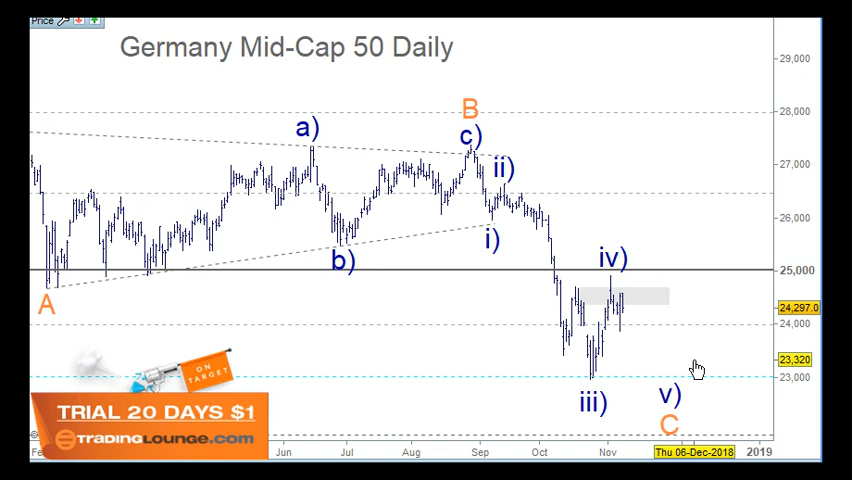 Price
Germany Mid-Cap 50 Daily
29,000
28,000
B
a)
c)
27,000
ii)
26,000
i)
b)
iv)
25,000
A
24,297.0
24,000
23,320
23,000
ON
TARGET
v)
iii)
C
TRIAL 20 DAYS $1
TRADINGLOUNGE.COM
Jun
Jul
Aug
Sep
Oct
Nov
Thu 06-Dec-2018
2019